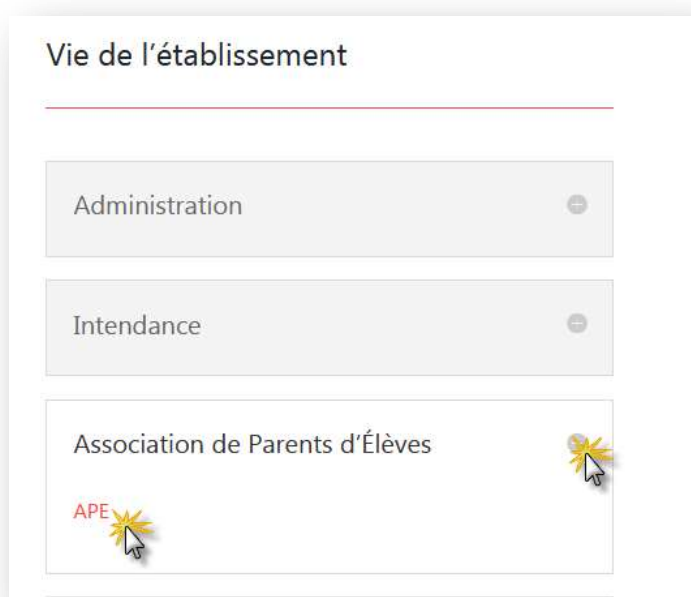 Vie de l’établissement
Administration
Intendance
Association de Parents d’Élèves
APE